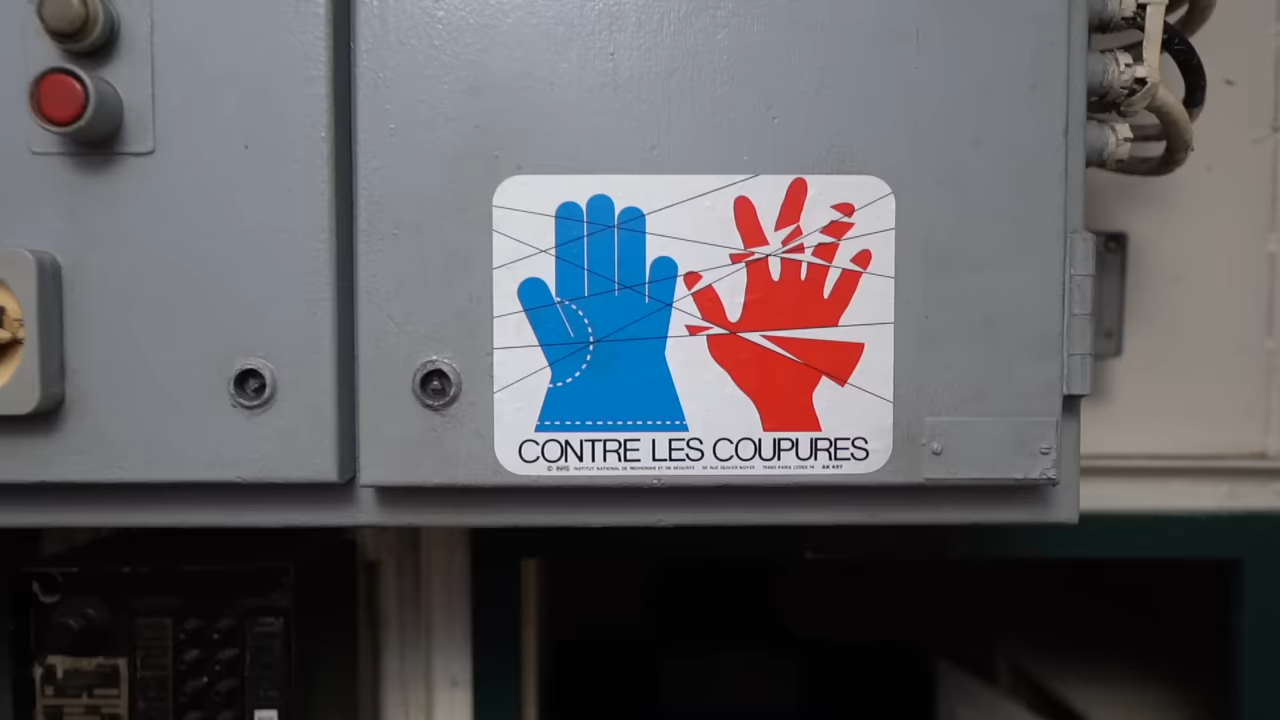 CONTRE LES COUPURES
© INRS INSTITUT NATIONAL DE RECHERCHE ET DE SÉCURITÉ 30 RUE OLIVIER NOYER 75680 PARIS CEDEX 14 AK 497